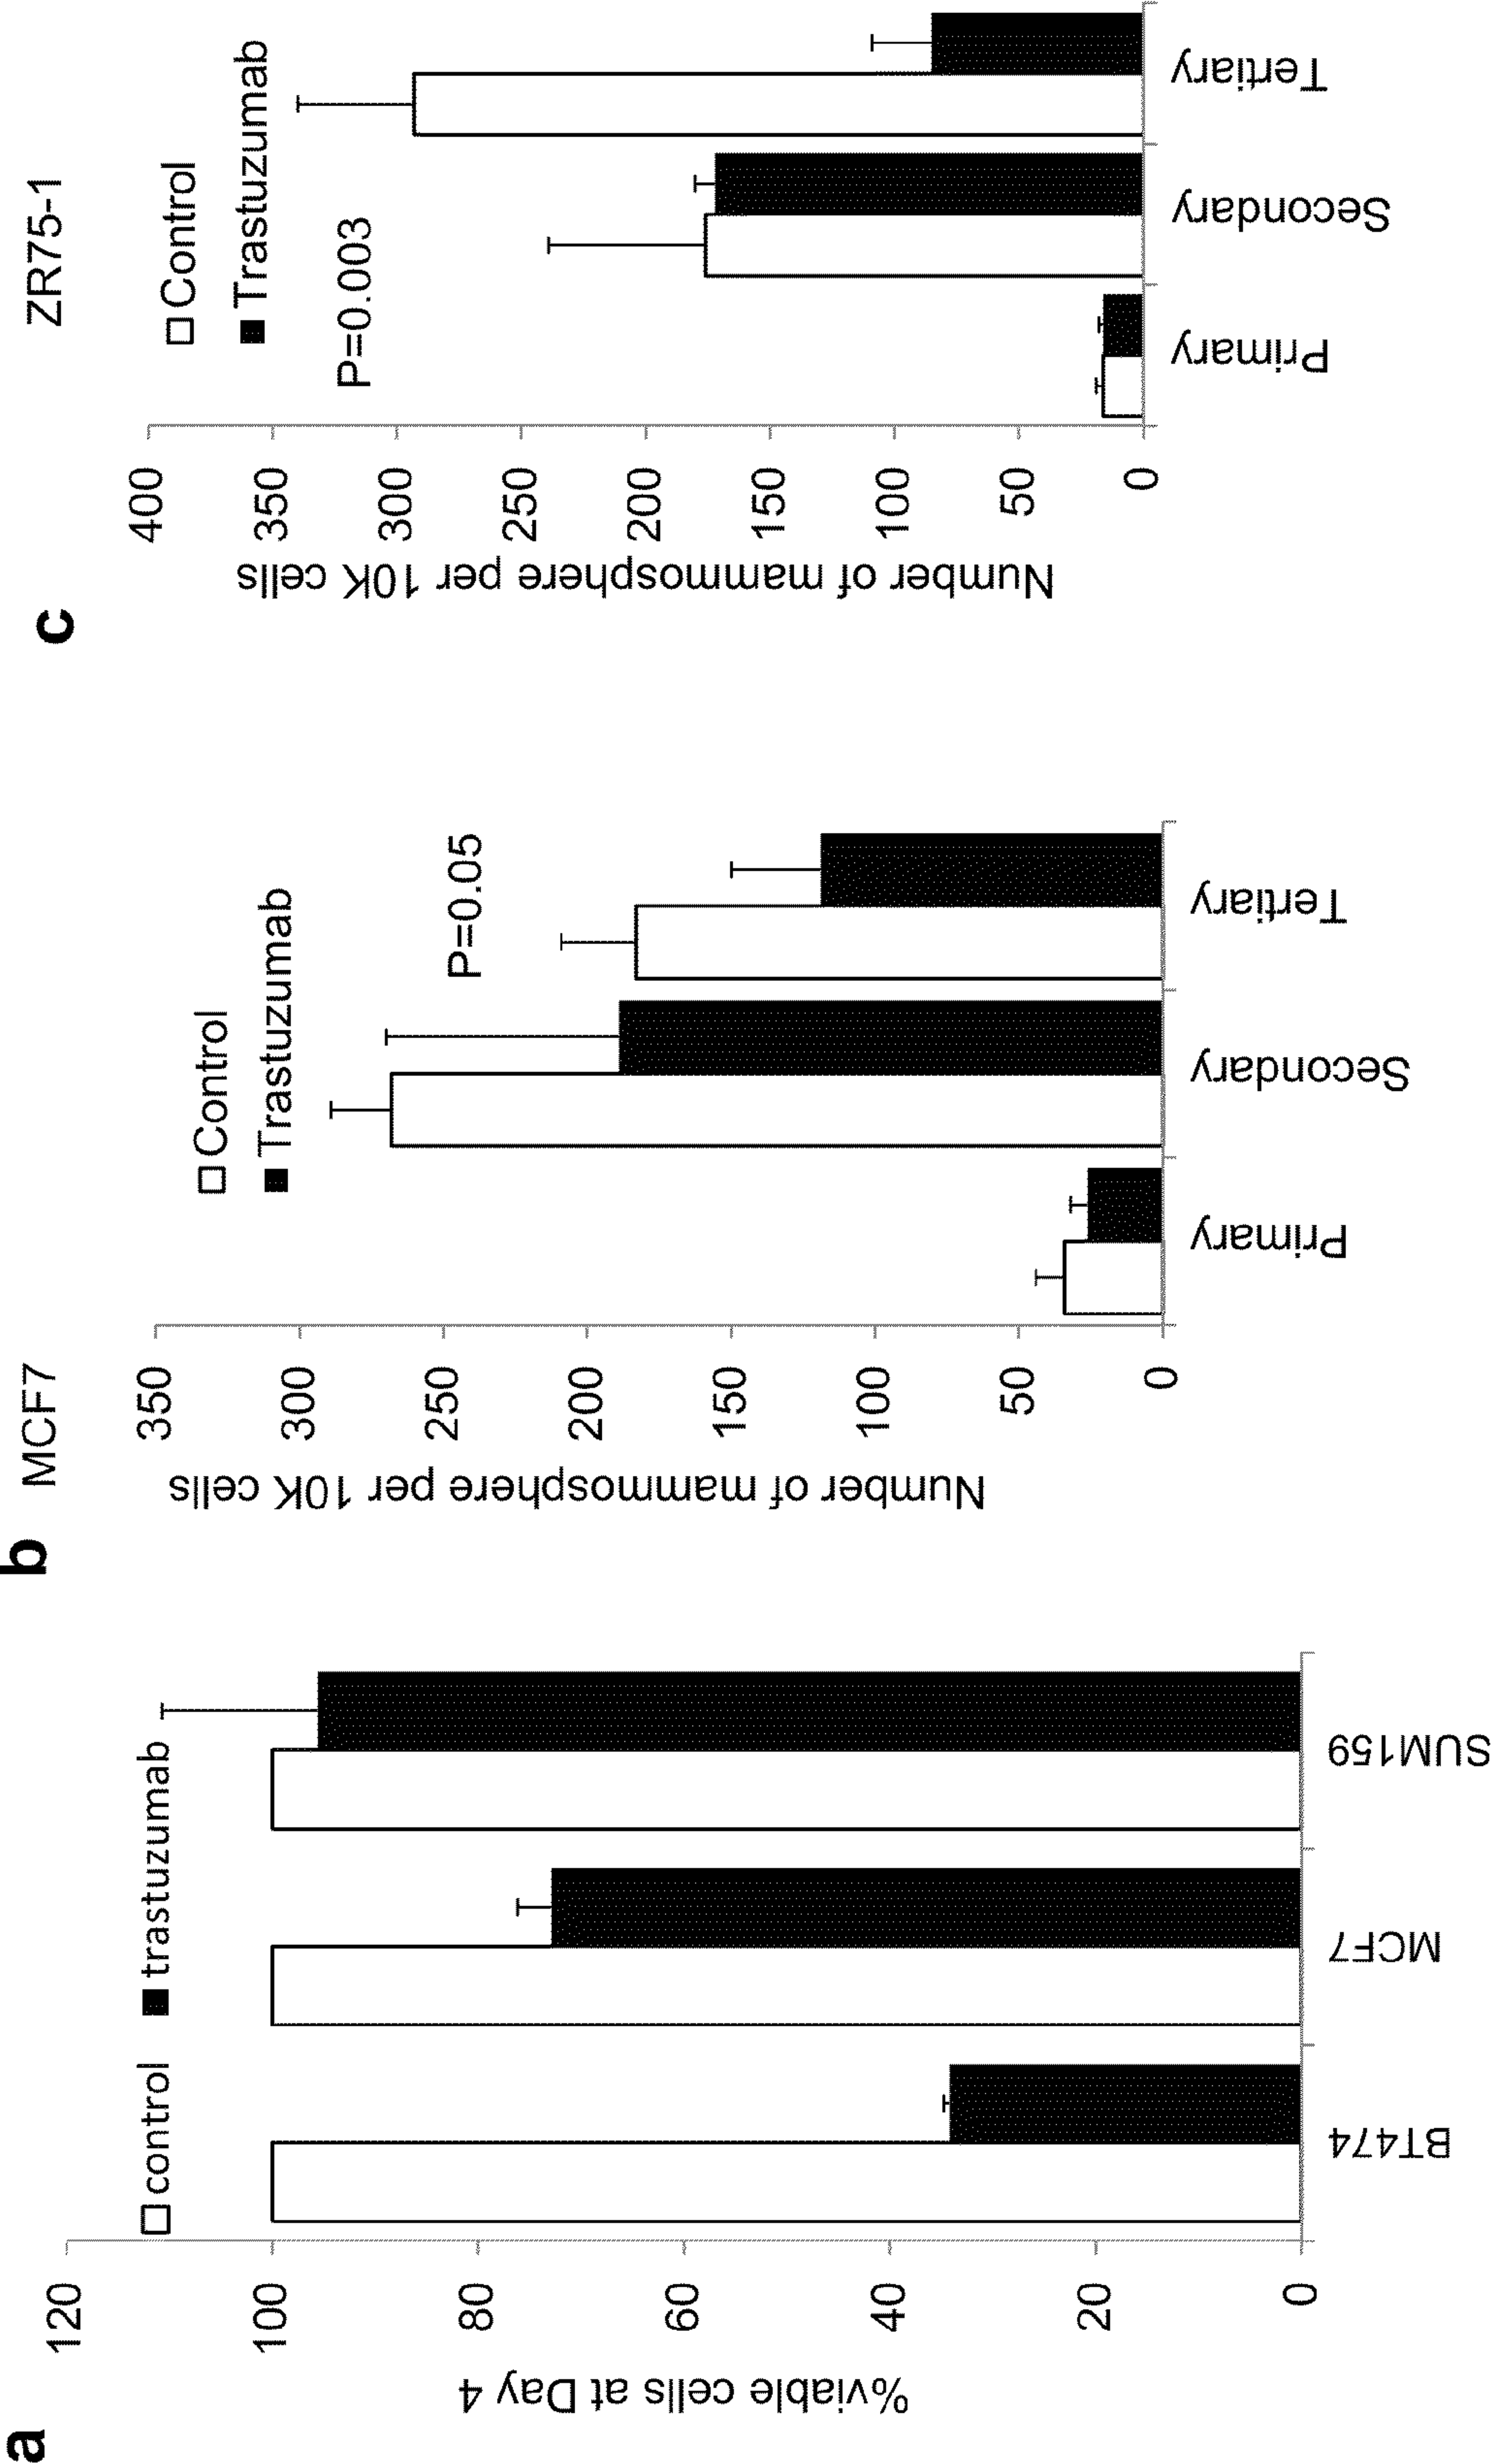 a
control
trastuzumab
%viable cells at Day 4
120
100
80
60
40
20
0
BT474
MCF7
SUM159
b
MCF7
Control
Trastuzumab
P=0.05
Number of mammosphere per 10K cells
350
300
250
200
150
100
50
0
Primary
Secondary
Tertiary
c
ZR75-1
Control
Trastuzumab
P=0.003
Number of mammosphere per 10K cells
400
350
300
250
200
150
100
50
0
Primary
Secondary
Tertiary